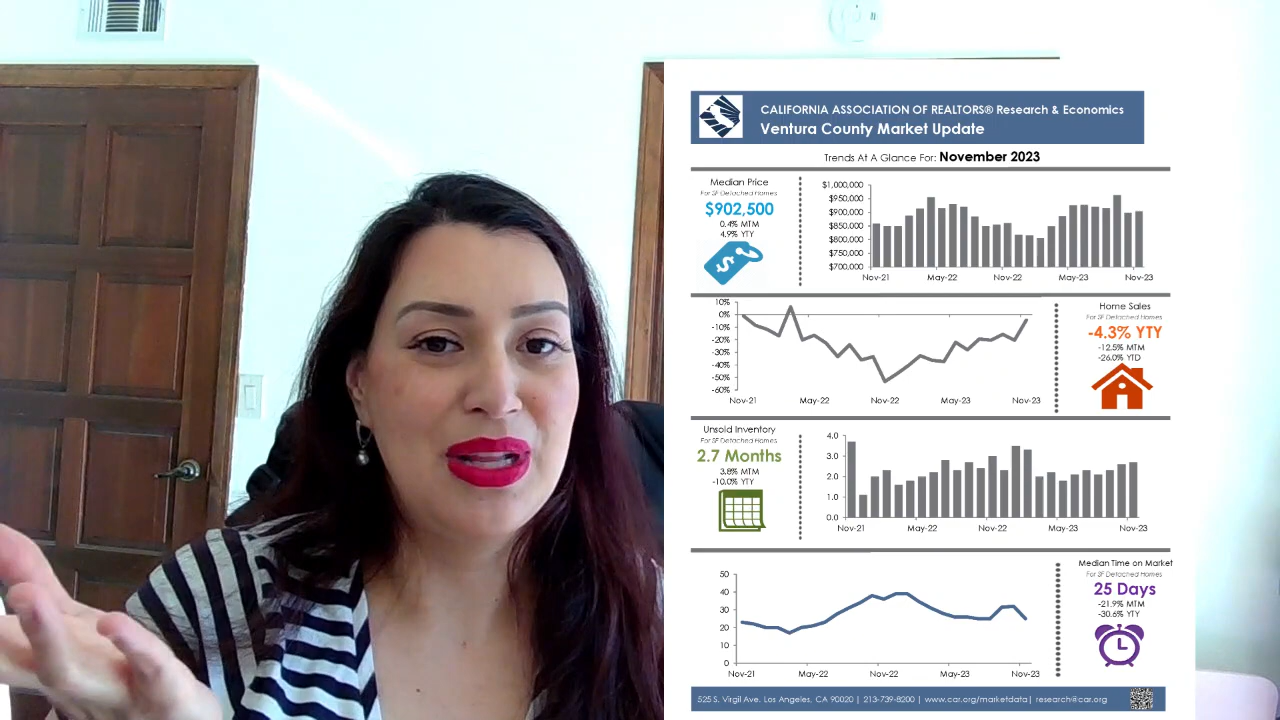 CALIFORNIA ASSOCIATION OF REALTORS® Research & Economics
Ventura County Market Update
Trends At A Glance For: November 2023
Median Price
For SF Detached Homes
$902,500
0.4% MTM
4.9% YTY
$
$1,000,000
$950,000
$900,000
$850,000
$800,000
$750,000
$700,000
Nov-21 May-22 Nov-22 May-23 Nov-23
10%
0%
-10%
-20%
-30%
-40%
-50%
-60%
Nov-21 May-22 Nov-22 May-23 Nov-23
Home Sales
For SF Detached Homes
-4.3% YTY
-12.5% MTM
-26.0% YTD
Unsold Inventory
For SF Detached Homes
2.7 Months
3.8% MTM
-10.0% YTY
4.0
3.0
2.0
1.0
0.0
Nov-21 May-22 Nov-22 May-23 Nov-23
50
40
30
20
10
0
Nov-21 May-22 Nov-22 May-23 Nov-23
Median Time on Market
For SF Detached Homes
25 Days
-21.9% MTM
-30.6% YTY
525 S. Virgil Ave. Los Angeles, CA 90020 | 213-739-8200 | www.car.org/marketdata| research@car.org